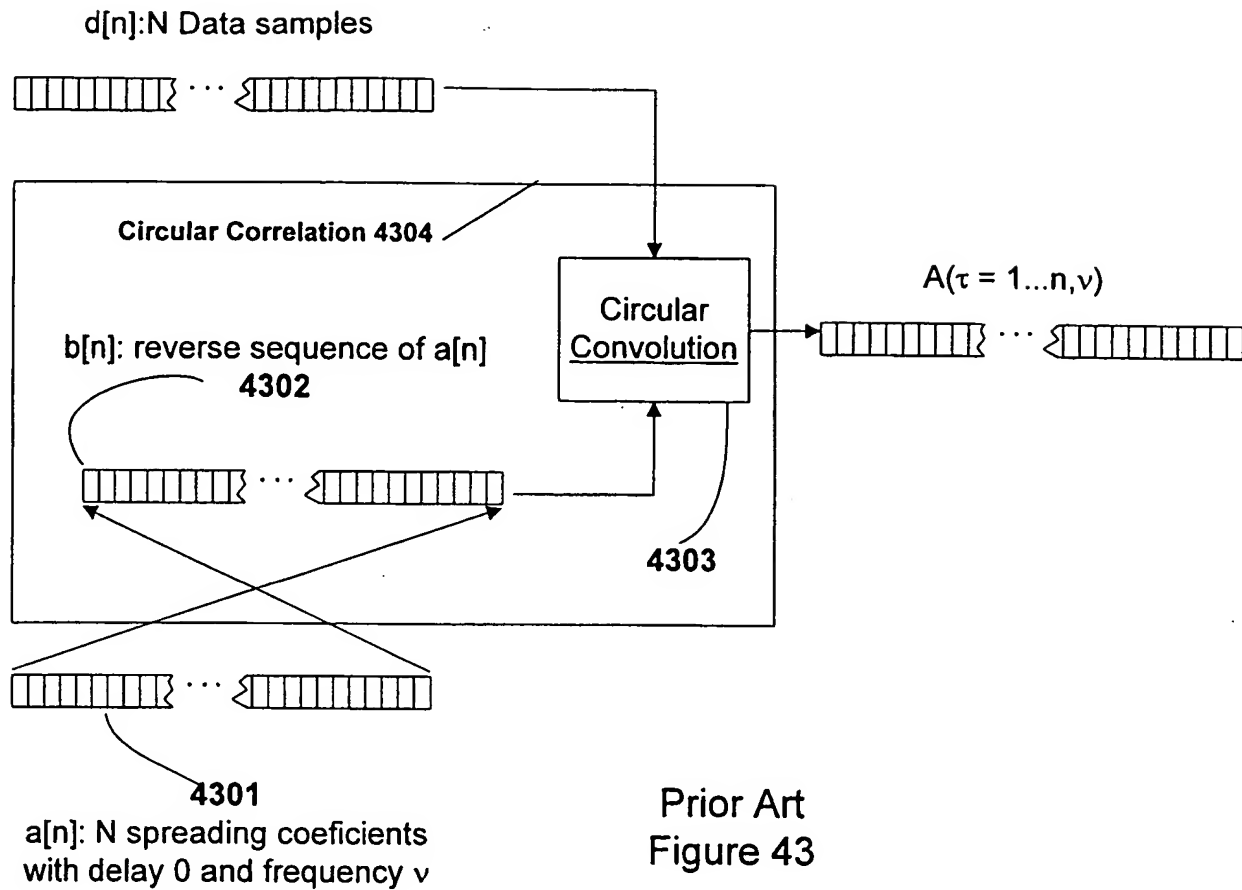 d[n]:N Data samples
Circular Correlation 4304
A(τ = 1...n,ν)
Circular
Convolution
b[n]: reverse sequence of a[n]
4302
4303
4301
a[n]: N spreading coeficients
with delay 0 and frequency ν
Prior Art
Figure 43